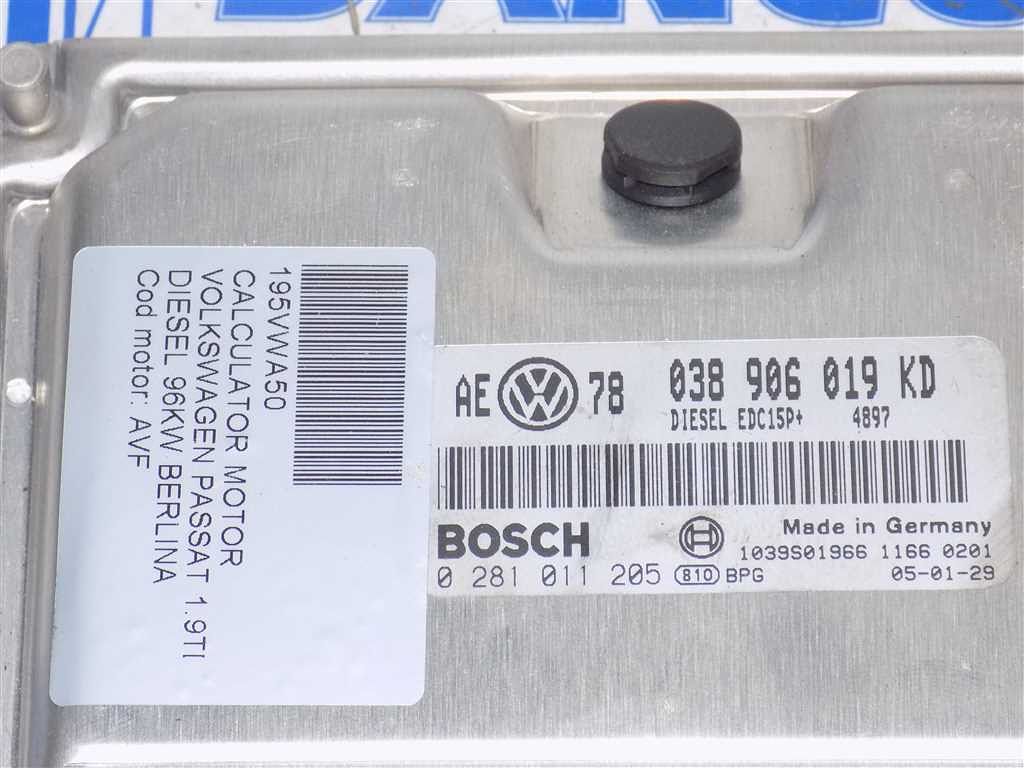 195VWA50
CALCULATOR MOTOR
VOLKSWAGEN PASSAT 1.9TI
DIESEL 96KW BERLINA
Cod motor: AVF
AE VW 78 038 906 019 KD
DIESEL EDC15P+ 4897
BOSCH Made in Germany
1039S01966 1166 0201
0 281 011 205 810 BPG 05-01-29